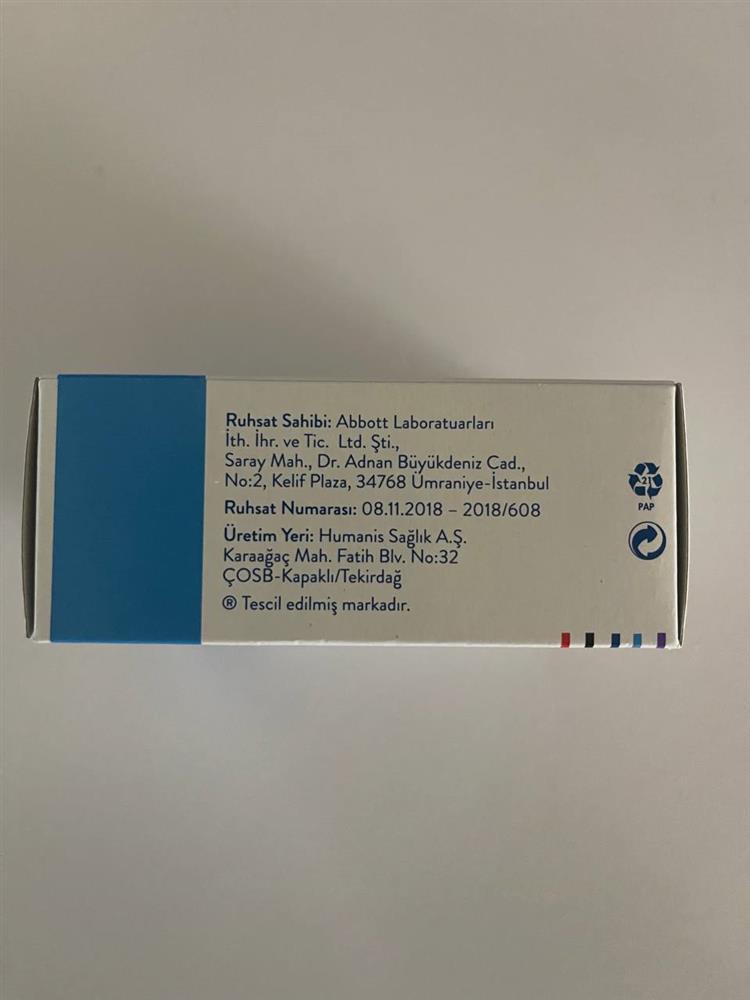 Ruhsat Sahibi: Abbott Laboratuarları
İth. İhr. ve Tic. Ltd. Şti.,
Saray Mah., Dr. Adnan Büyükdeniz Cad.,
No:2, Kelif Plaza, 34768 Ümraniye-İstanbul
Ruhsat Numarası: 08.11.2018 – 2018/608
Üretim Yeri: Humanis Sağlık A.Ş.
Karaağaç Mah. Fatih Blv. No:32
ÇOSB-Kapaklı/Tekirdağ
® Tescil edilmiş markadır.
21
PAP